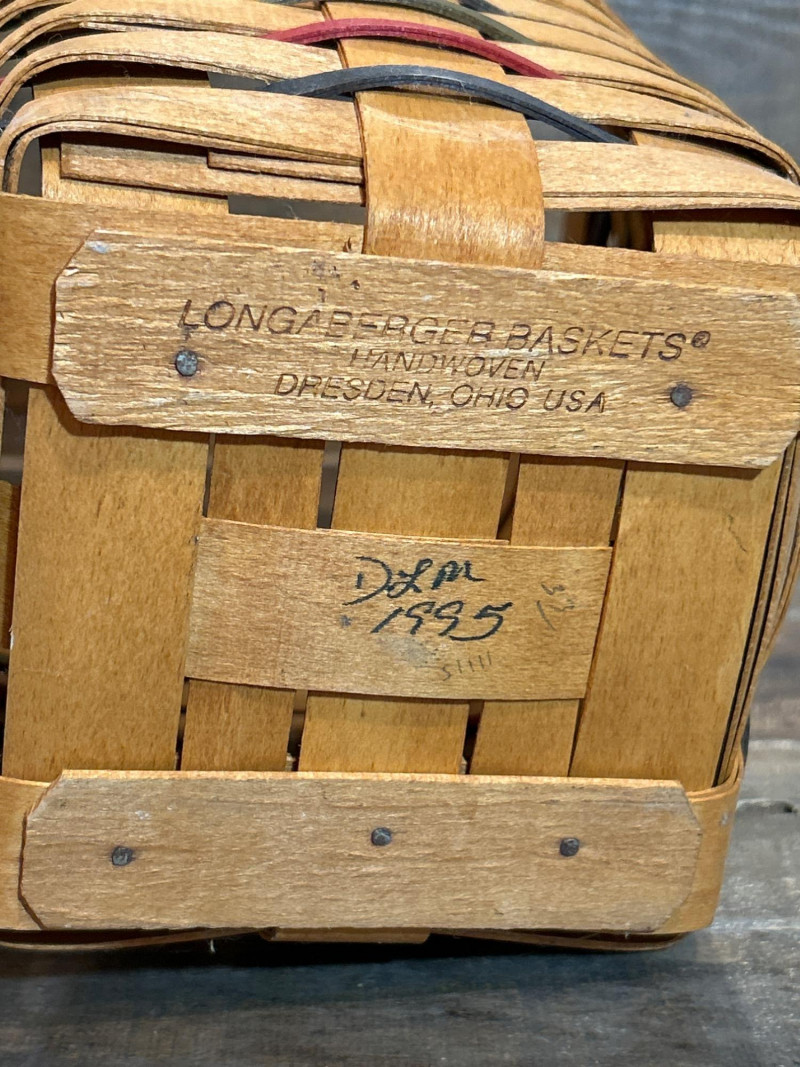 LONGABERGER BASKETS®
HANDWOVEN
DRESDEN, OHIO USA
1995